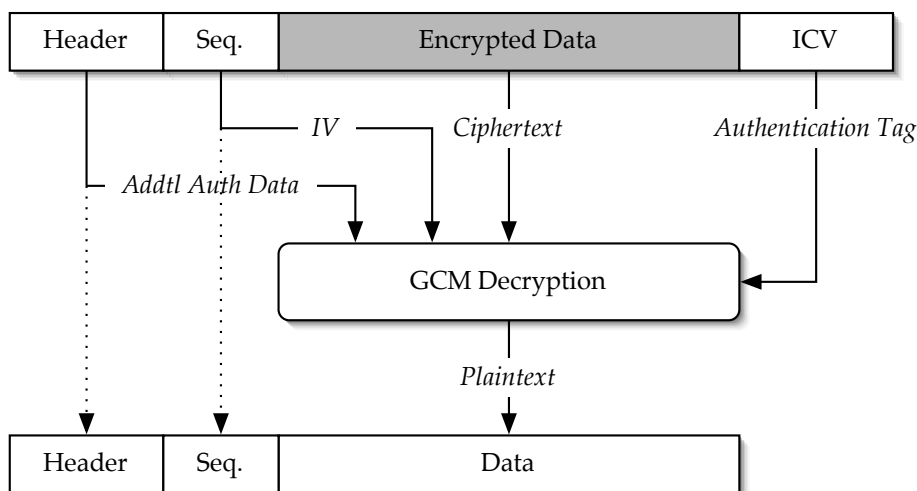 Header Seq. Encrypted Data ICV
IV Ciphertext Authentication Tag
Addtl Auth Data
GCM Decryption
Plaintext
Header Seq. Data